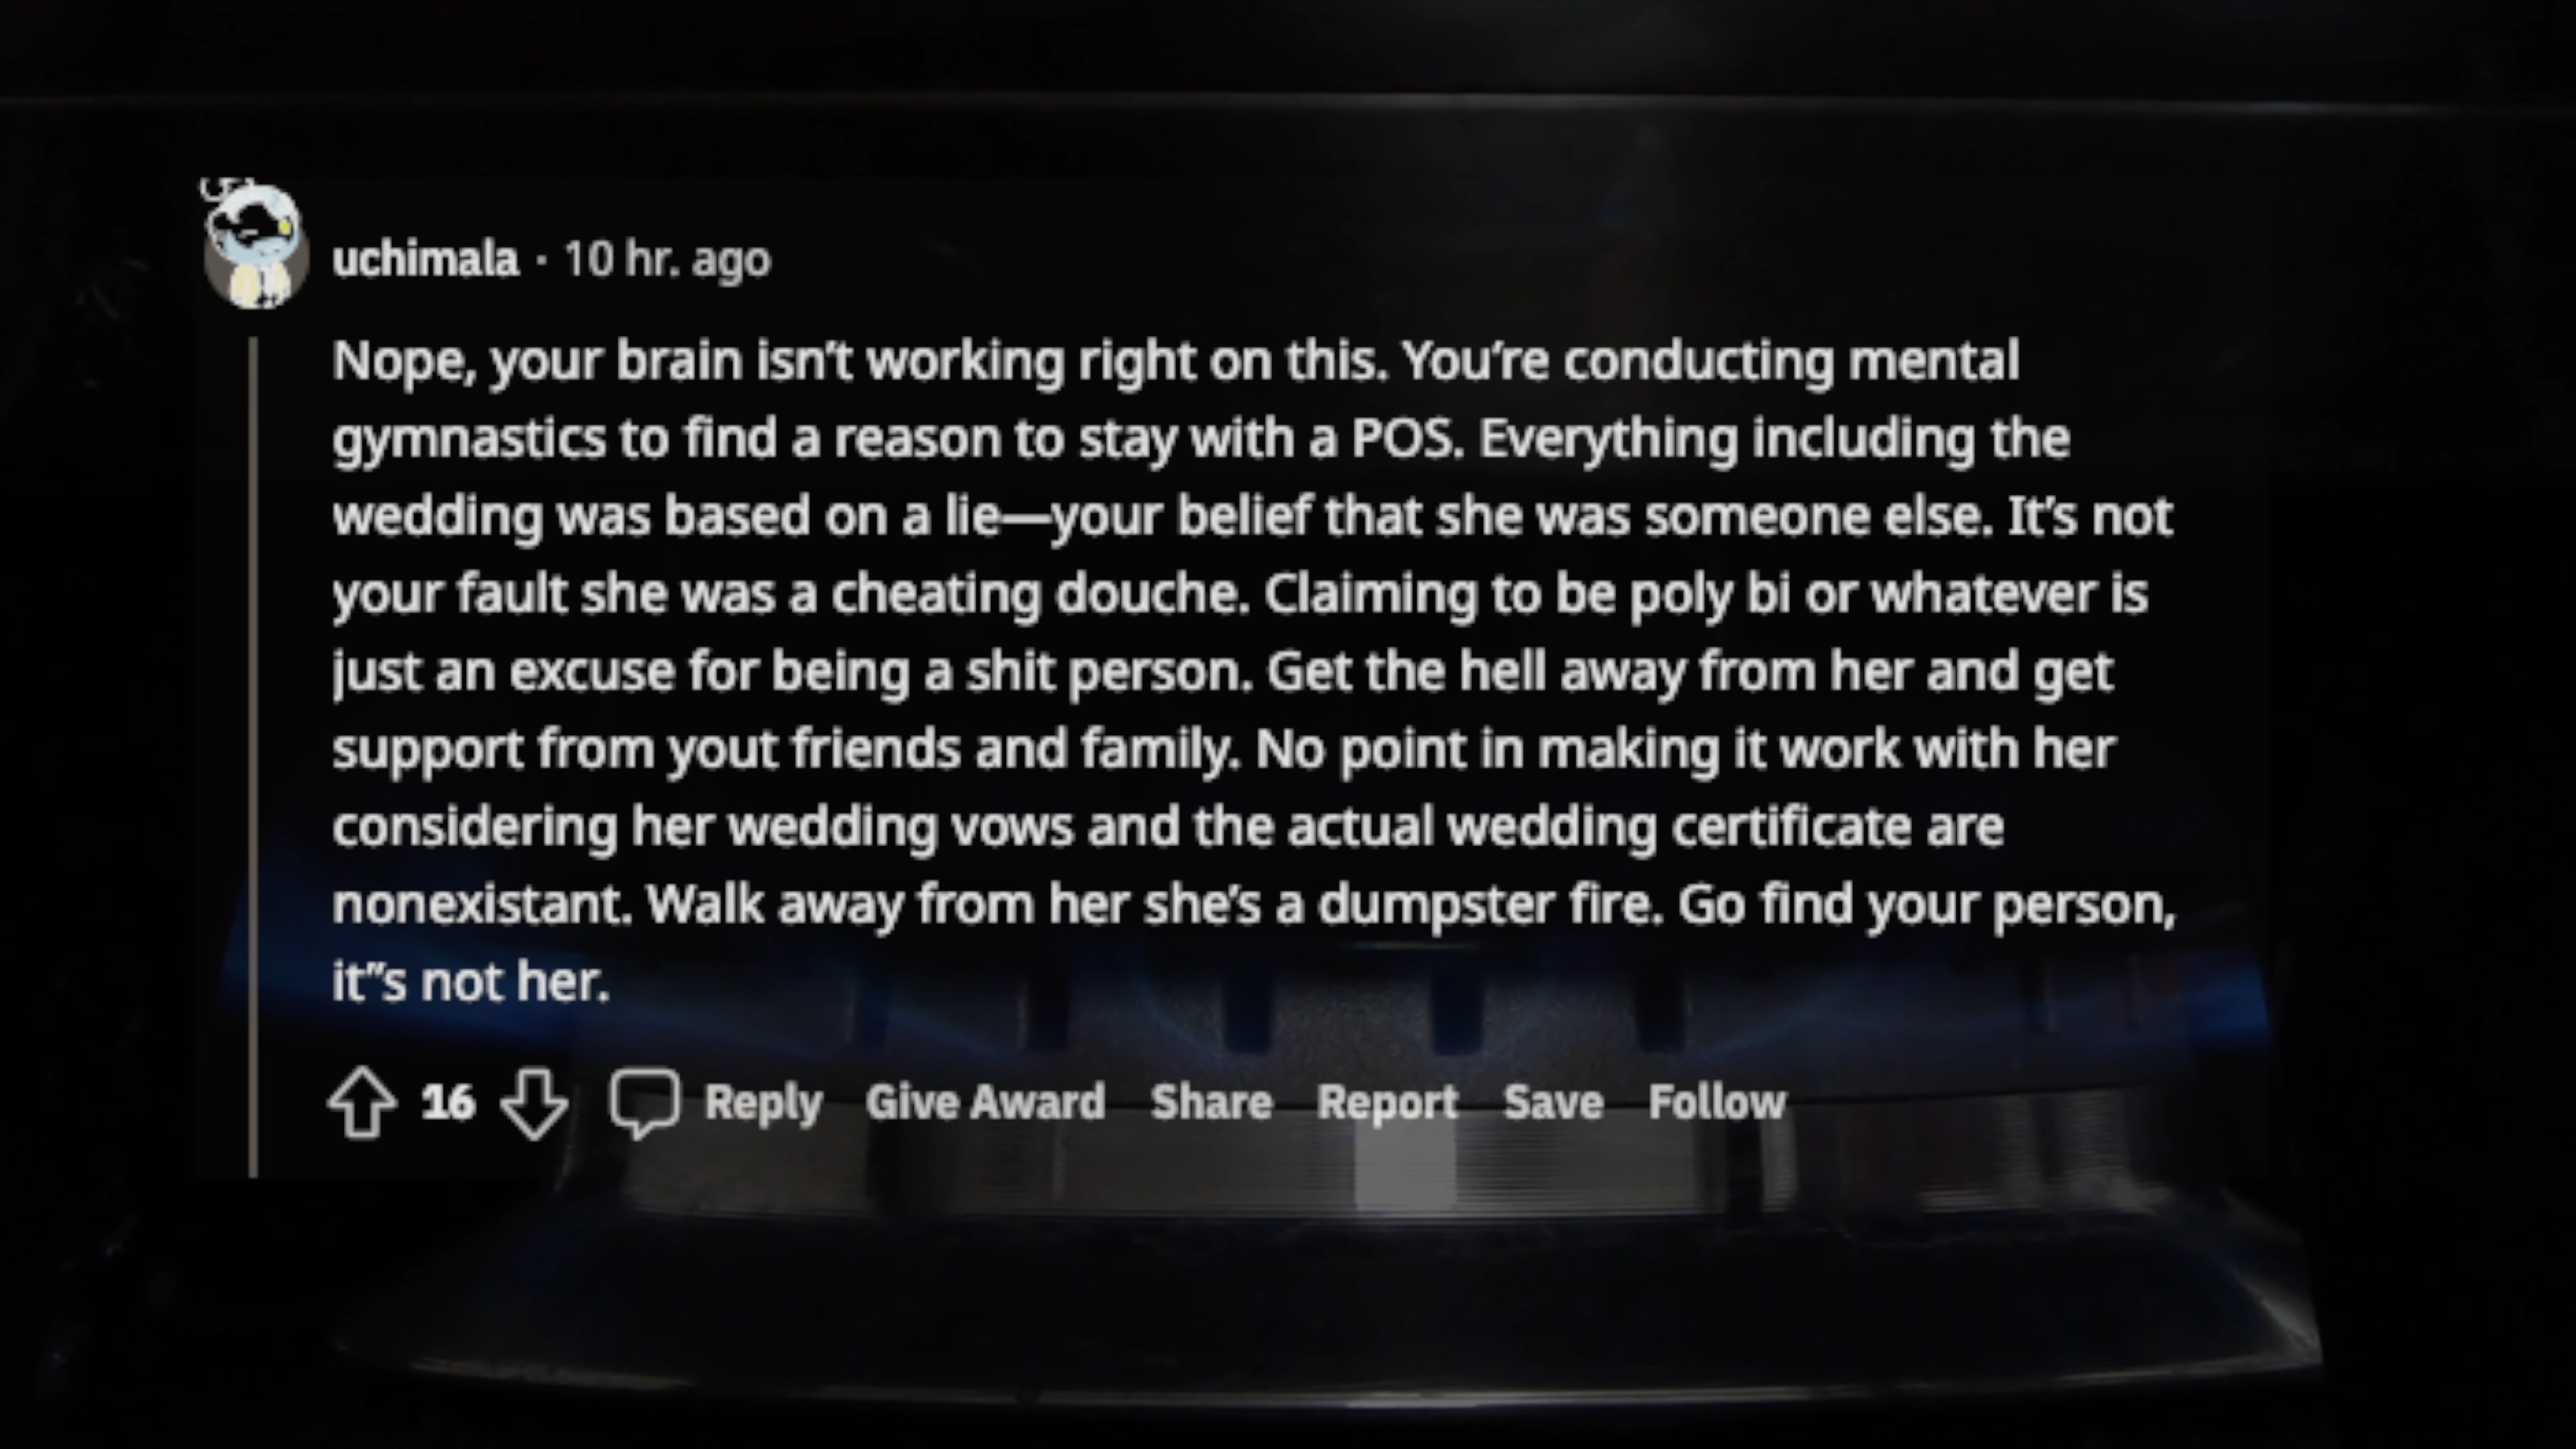 uchimala · 10 hr. ago
Nope, your brain isn’t working right on this. You’re conducting mental
gymnastics to find a reason to stay with a POS. Everything including the
wedding was based on a lie—your belief that she was someone else. It’s not
your fault she was a cheating douche. Claiming to be poly bi or whatever is
just an excuse for being a shit person. Get the hell away from her and get
support from yout friends and family. No point in making it work with her
considering her wedding vows and the actual wedding certificate are
nonexistant. Walk away from her she’s a dumpster fire. Go find your person,
it”s not her.
16 Reply Give Award Share Report Save Follow